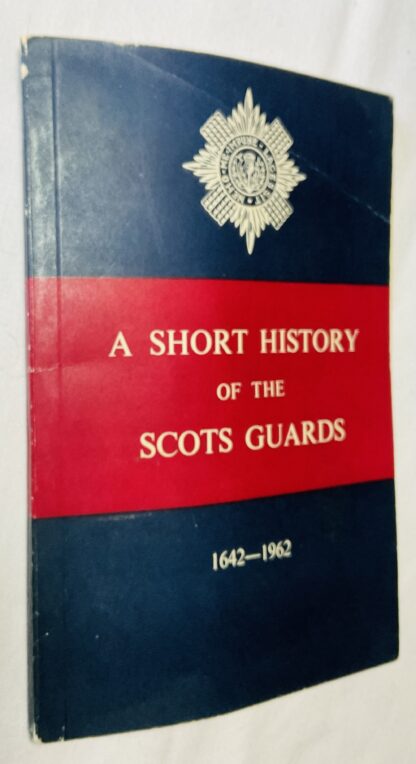 A SHORT HISTORY
OF THE
SCOTS GUARDS
1642—1962